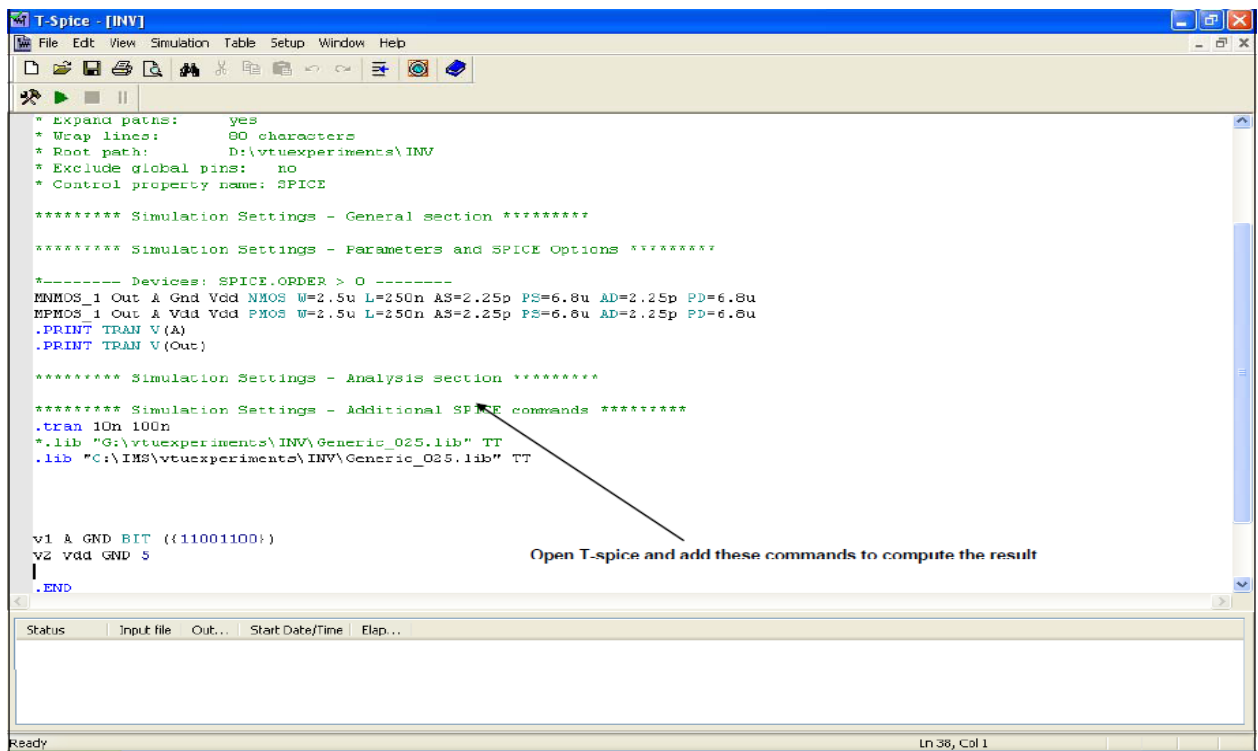 T-Spice - [INV]
File Edit View Simulation Table Setup Window Help
* Expand paths: yes
* Wrap lines: 80 characters
* Root path: D:\vtuexperiments\INV
* Exclude global pins: no
* Control property name: SPICE
********* Simulation Settings - General section *********
********* Simulation Settings - Parameters and SPICE Options *********
*-------- Devices: SPICE.ORDER > 0 --------
MNMOS_1 Out A Gnd Vdd NMOS W=2.5u L=250n AS=2.25p PS=6.8u AD=2.25p PD=6.8u
MPMOS_1 Out A Vdd Vdd PMOS W=2.5u L=250n AS=2.25p PS=6.8u AD=2.25p PD=6.8u
.PRINT TRAN V(A)
.PRINT TRAN V(Out)
********* Simulation Settings - Analysis section *********
********* Simulation Settings - Additional SPICE commands *********
.tran 10n 100n
*.lib "G:\vtuexperiments\INV\Generic_025.lib" TT
.lib "C:\IMS\vtuexperiments\INV\Generic_025.lib" TT
v1 A GND BIT ({11001100})
v2 vdd GND 5
Open T-spice and add these commands to compute the result
.END
Status Input file Out... Start Date/Time Elap...
Ready Ln 38, Col 1